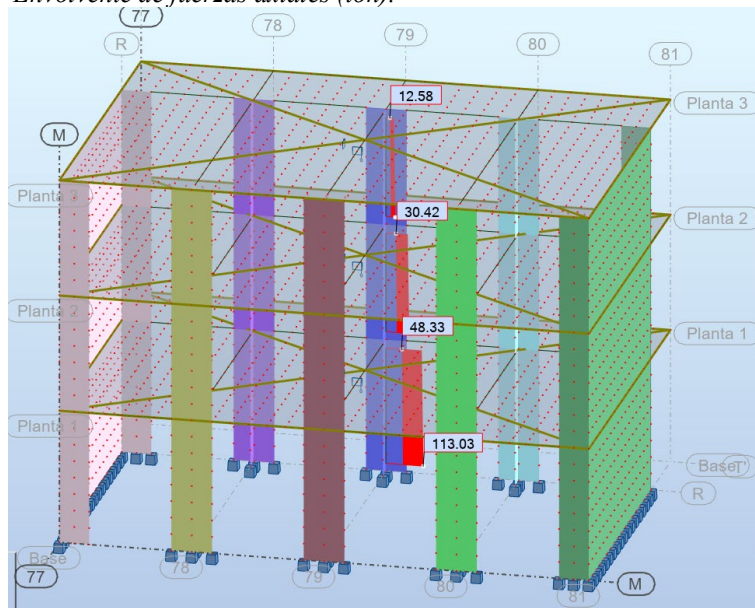 Envolvente de fuerzas axiales (ton).
77
R
78
79
80
81
12.58
Planta 3
M
Planta 3
30.42
Planta 2
48.33
Planta 2
Planta 1
Planta 1
113.03
Base
R
Base
77
78
79
80
81
M